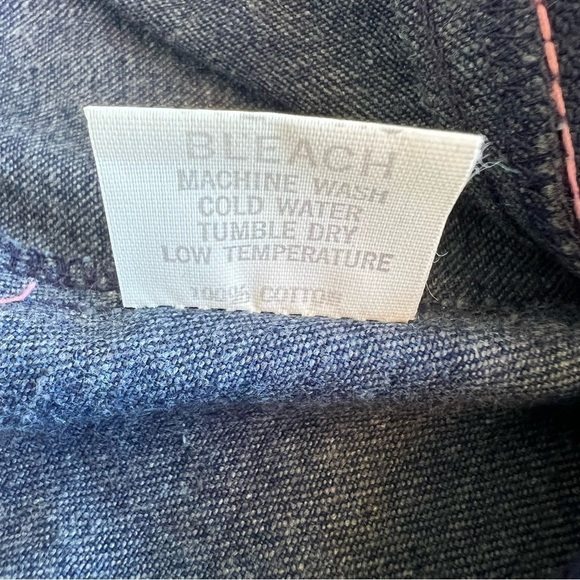 BLEACH
MACHINE WASH
COLD WATER
TUMBLE DRY
LOW TEMPERATURE
100% COTTON